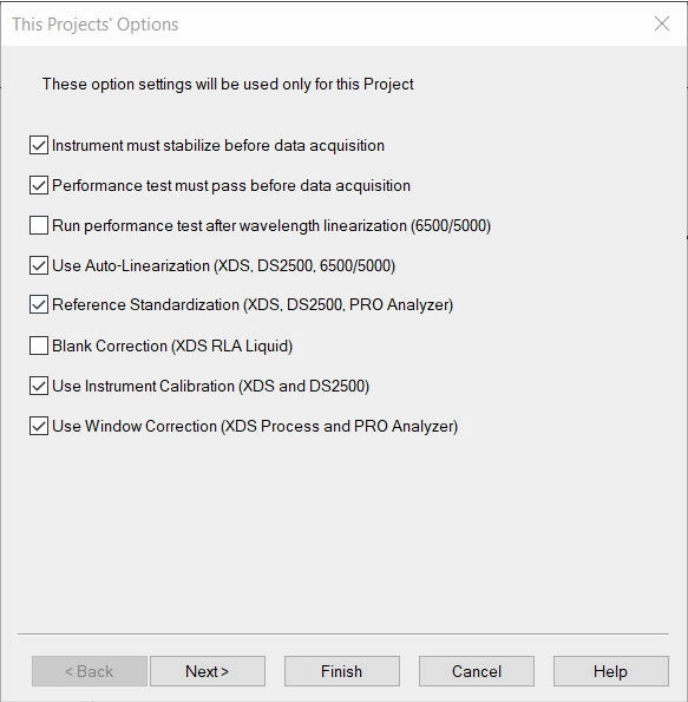 This Projects' Options
These option settings will be used only for this Project
Instrument must stabilize before data acquisition
Performance test must pass before data acquisition
Run performance test after wavelength linearization (6500/5000)
Use Auto-Linearization (XDS, DS2500, 6500/5000)
Reference Standardization (XDS, DS2500, PRO Analyzer)
Blank Correction (XDS RLA Liquid)
Use Instrument Calibration (XDS and DS2500)
Use Window Correction (XDS Process and PRO Analyzer)
< Back Next > Finish Cancel Help